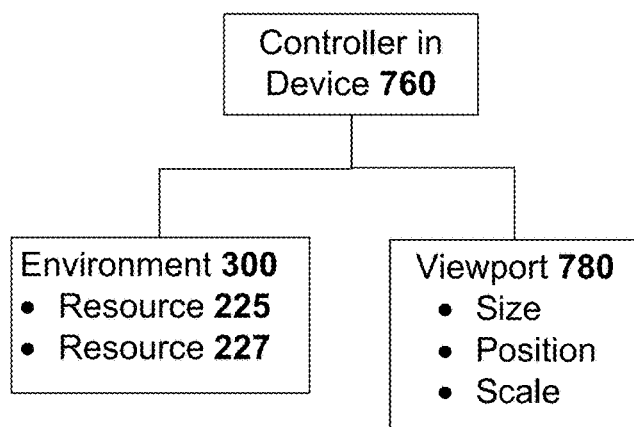 Controller in
Device 760
Environment 300
• Resource 225
• Resource 227
Viewport 780
• Size
• Position
• Scale